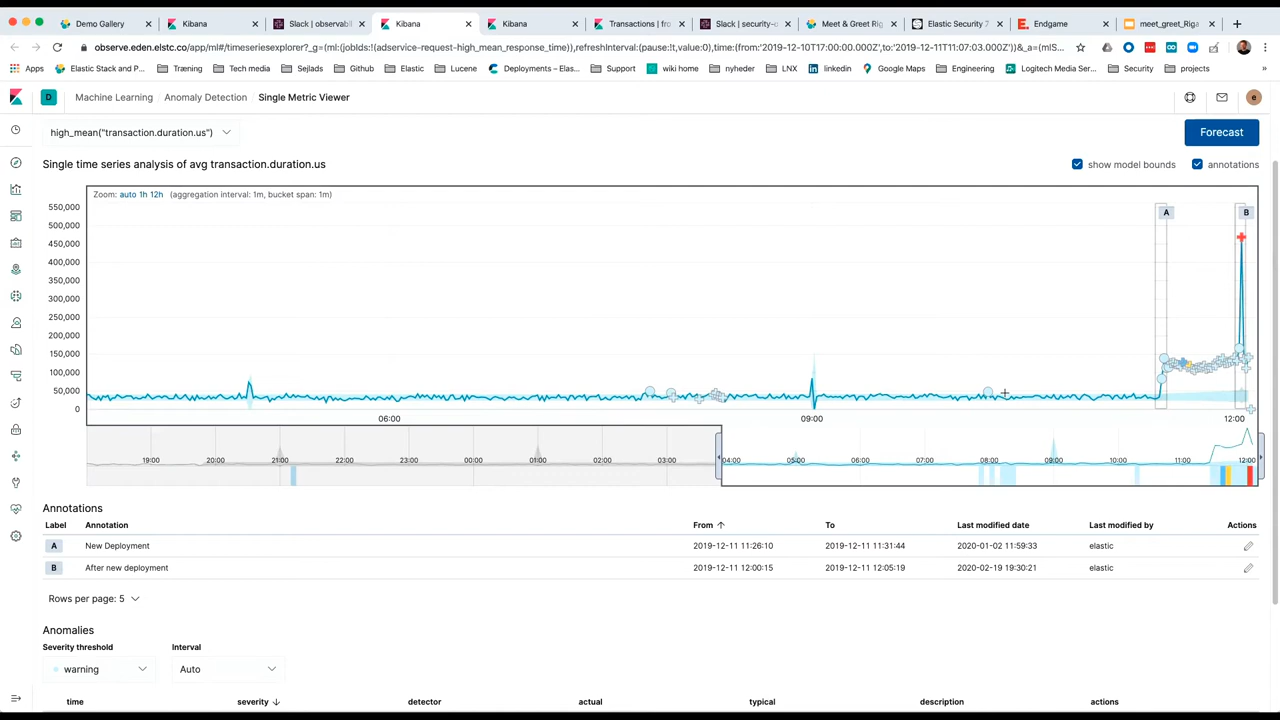 Demo Gallery
Kibana
Slack | observabil
Kibana
Kibana
Transactions | fro
Slack | security-o
Meet & Greet Rig
Elastic Security 7
Endgame
meet_greet_Riga
observe.eden.elstc.co/app/ml#/timeseriesexplorer?_g=(ml:(jobIds:!(adservice-request-high_mean_response_time)),refreshInterval:(pause:!t,value:0),time:(from:'2019-12-10T17:00:00.000Z',to:'2019-12-11T11:07:03.000Z'))&_a=(mlS...
Apps
Elastic Stack and P...
Træning
Tech media
Sejlads
Github
Elastic
Lucene
Deployments – Elas...
Support
wiki home
nyheder
LNX
linkedin
Google Maps
Engineering
Logitech Media Ser...
Security
projects
»
D
Machine Learning
Anomaly Detection
Single Metric Viewer
e
high_mean("transaction.duration.us")
Forecast
Single time series analysis of avg transaction.duration.us
show model bounds
annotations
Zoom: auto 1h 12h (aggregation interval: 1m, bucket span: 1m)
550,000
500,000
450,000
400,000
350,000
300,000
250,000
200,000
150,000
100,000
50,000
0
A
B
06:00
09:00
12:00
19:00
20:00
21:00
22:00
23:00
00:00
01:00
02:00
03:00
04:00
05:00
06:00
07:00
08:00
09:00
10:00
11:00
12:00
Annotations
Label Annotation From To Last modified date Last modified by Actions
A New Deployment 2019-12-11 11:26:10 2019-12-11 11:31:44 2020-01-02 11:59:33 elastic
B After new deployment 2019-12-11 12:00:15 2019-12-11 12:05:19 2020-02-19 19:30:21 elastic
Rows per page: 5
Anomalies
Severity threshold Interval
warning Auto
time severity detector actual typical description actions